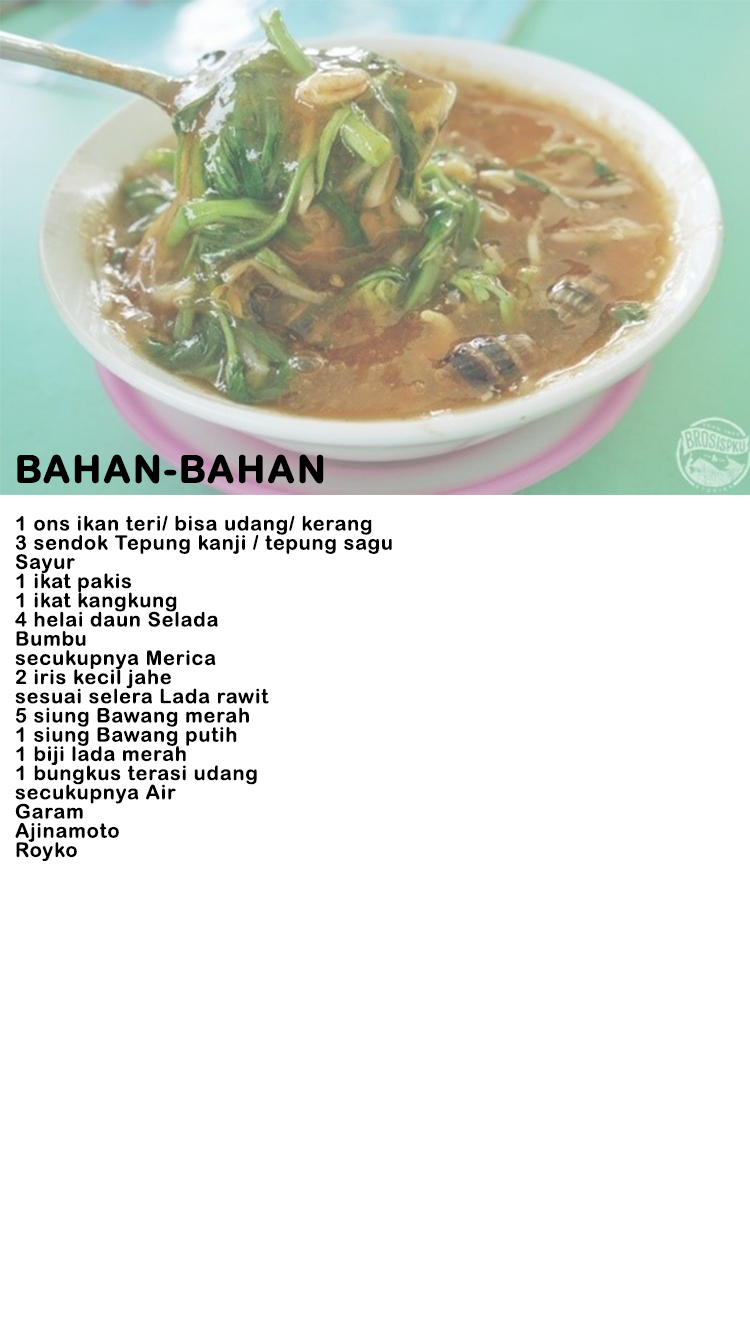 BROSISPKU
BAHAN-BAHAN
1 ons ikan teri/ bisa udang/ kerang
3 sendok Tepung kanji / tepung sagu
Sayur
1 ikat pakis
1 ikat kangkung
4 helai daun Selada
Bumbu
secukupnya Merica
2 iris kecil jahe
sesuai selera Lada rawit
5 siung Bawang merah
1 siung Bawang putih
1 biji lada merah
1 bungkus terasi udang
secukupnya Air
Garam
Ajinamoto
Royko